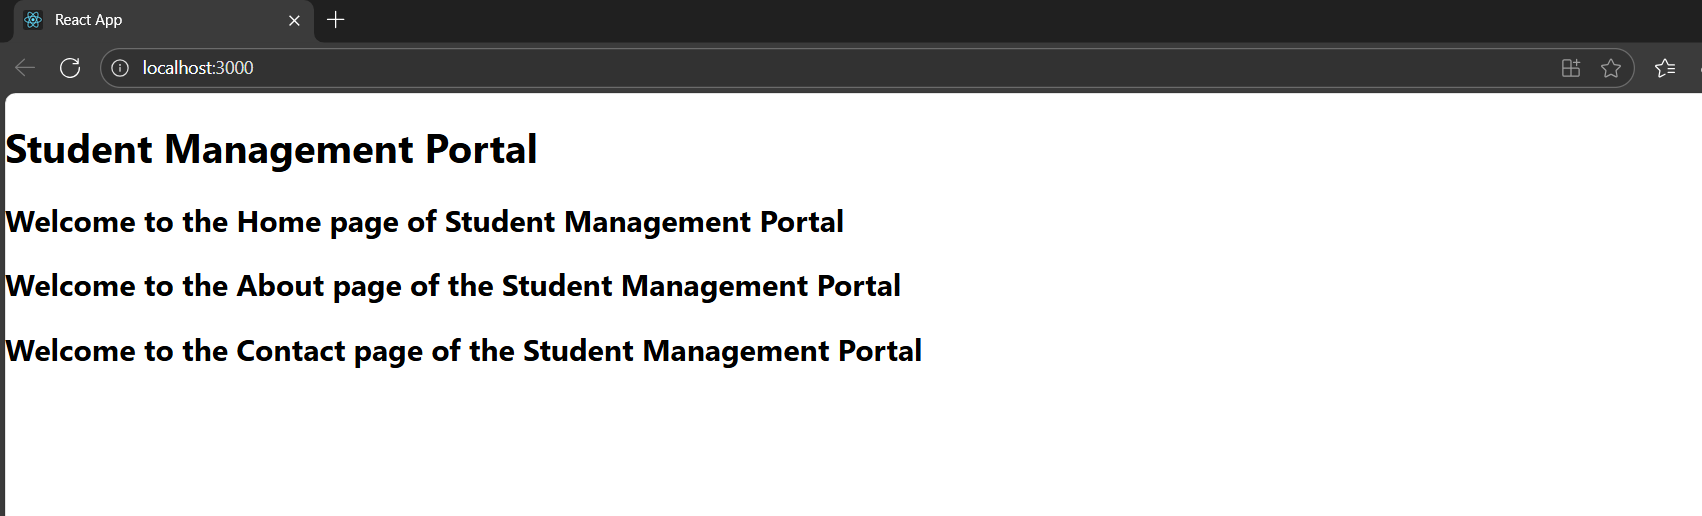 React App
localhost:3000
Student Management Portal
Welcome to the Home page of Student Management Portal
Welcome to the About page of the Student Management Portal
Welcome to the Contact page of the Student Management Portal